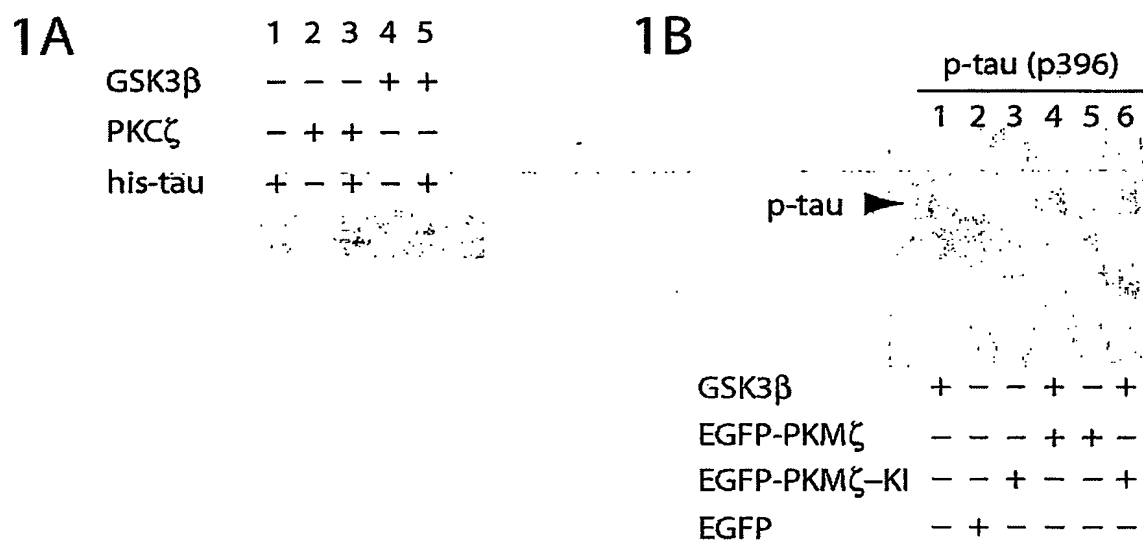 1A
1 2 3 4 5
GSK3β − − − + +
PKCζ − + + − −
his-tau + − + − +
1B
p-tau (p396)
1 2 3 4 5 6
p-tau
GSK3β + − − + − +
EGFP-PKMζ − − − + + −
EGFP-PKMζ–KI − − + − − +
EGFP − + − − − −